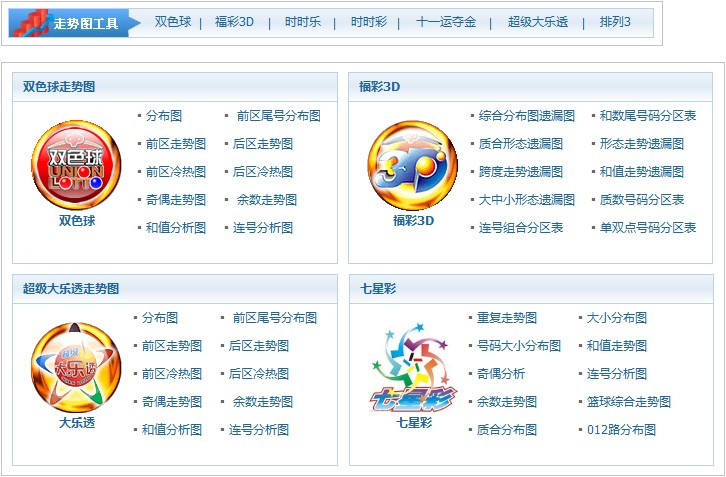 走势图工具 双色球 | 福彩3D | 时时乐 | 时时彩 | 十一运夺金 | 超级大乐透 | 排列3
双色球走势图
双色球
UNION
LOTTO
双色球
▪ 分布图 ▪ 前区尾号分布图
▪ 前区走势图 ▪ 后区走势图
▪ 前区冷热图 ▪ 后区冷热图
▪ 奇偶走势图 ▪ 余数走势图
▪ 和值分析图 ▪ 连号分析图
福彩3D
3D
福彩3D
▪ 综合分布图遗漏图 ▪ 和数尾号码分区表
▪ 质合形态遗漏图 ▪ 形态走势遗漏图
▪ 跨度走势遗漏图 ▪ 和值走势遗漏图
▪ 大中小形态遗漏图 ▪ 质数号码分区表
▪ 连号组合分区表 ▪ 单双点号码分区表
超级大乐透走势图
超级
大乐透
大乐透
▪ 分布图 ▪ 前区尾号分布图
▪ 前区走势图 ▪ 后区走势图
▪ 前区冷热图 ▪ 后区冷热图
▪ 奇偶走势图 ▪ 余数走势图
▪ 和值分析图 ▪ 连号分析图
七星彩
七星彩
七星彩
▪ 重复走势图 ▪ 大小分布图
▪ 号码大小分布图 ▪ 和值走势图
▪ 奇偶分析 ▪ 连号分析图
▪ 余数走势图 ▪ 篮球综合走势图
▪ 质合分布图 ▪ 012路分布图